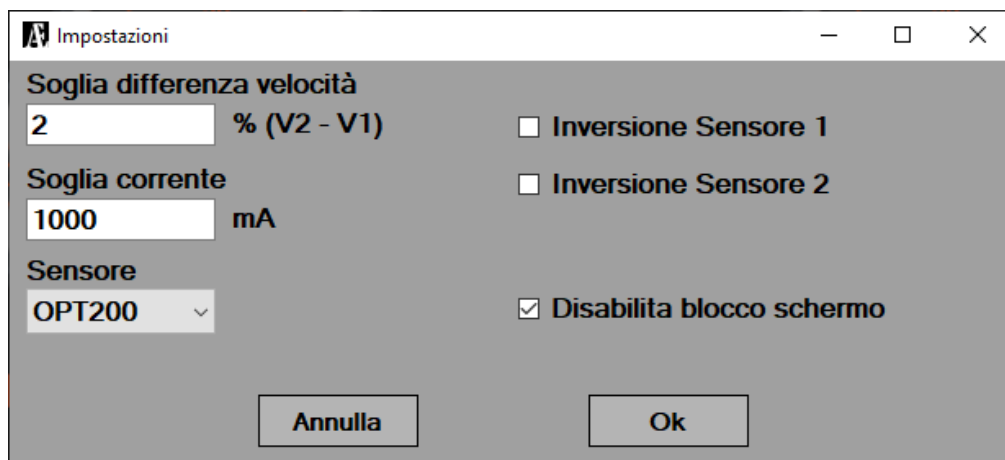 Impostazioni
Soglia differenza velocità
2 % (V2 - V1)
Inversione Sensore 1
Soglia corrente
Inversione Sensore 2
1000 mA
Sensore
OPT200
Disabilita blocco schermo
Annulla
Ok